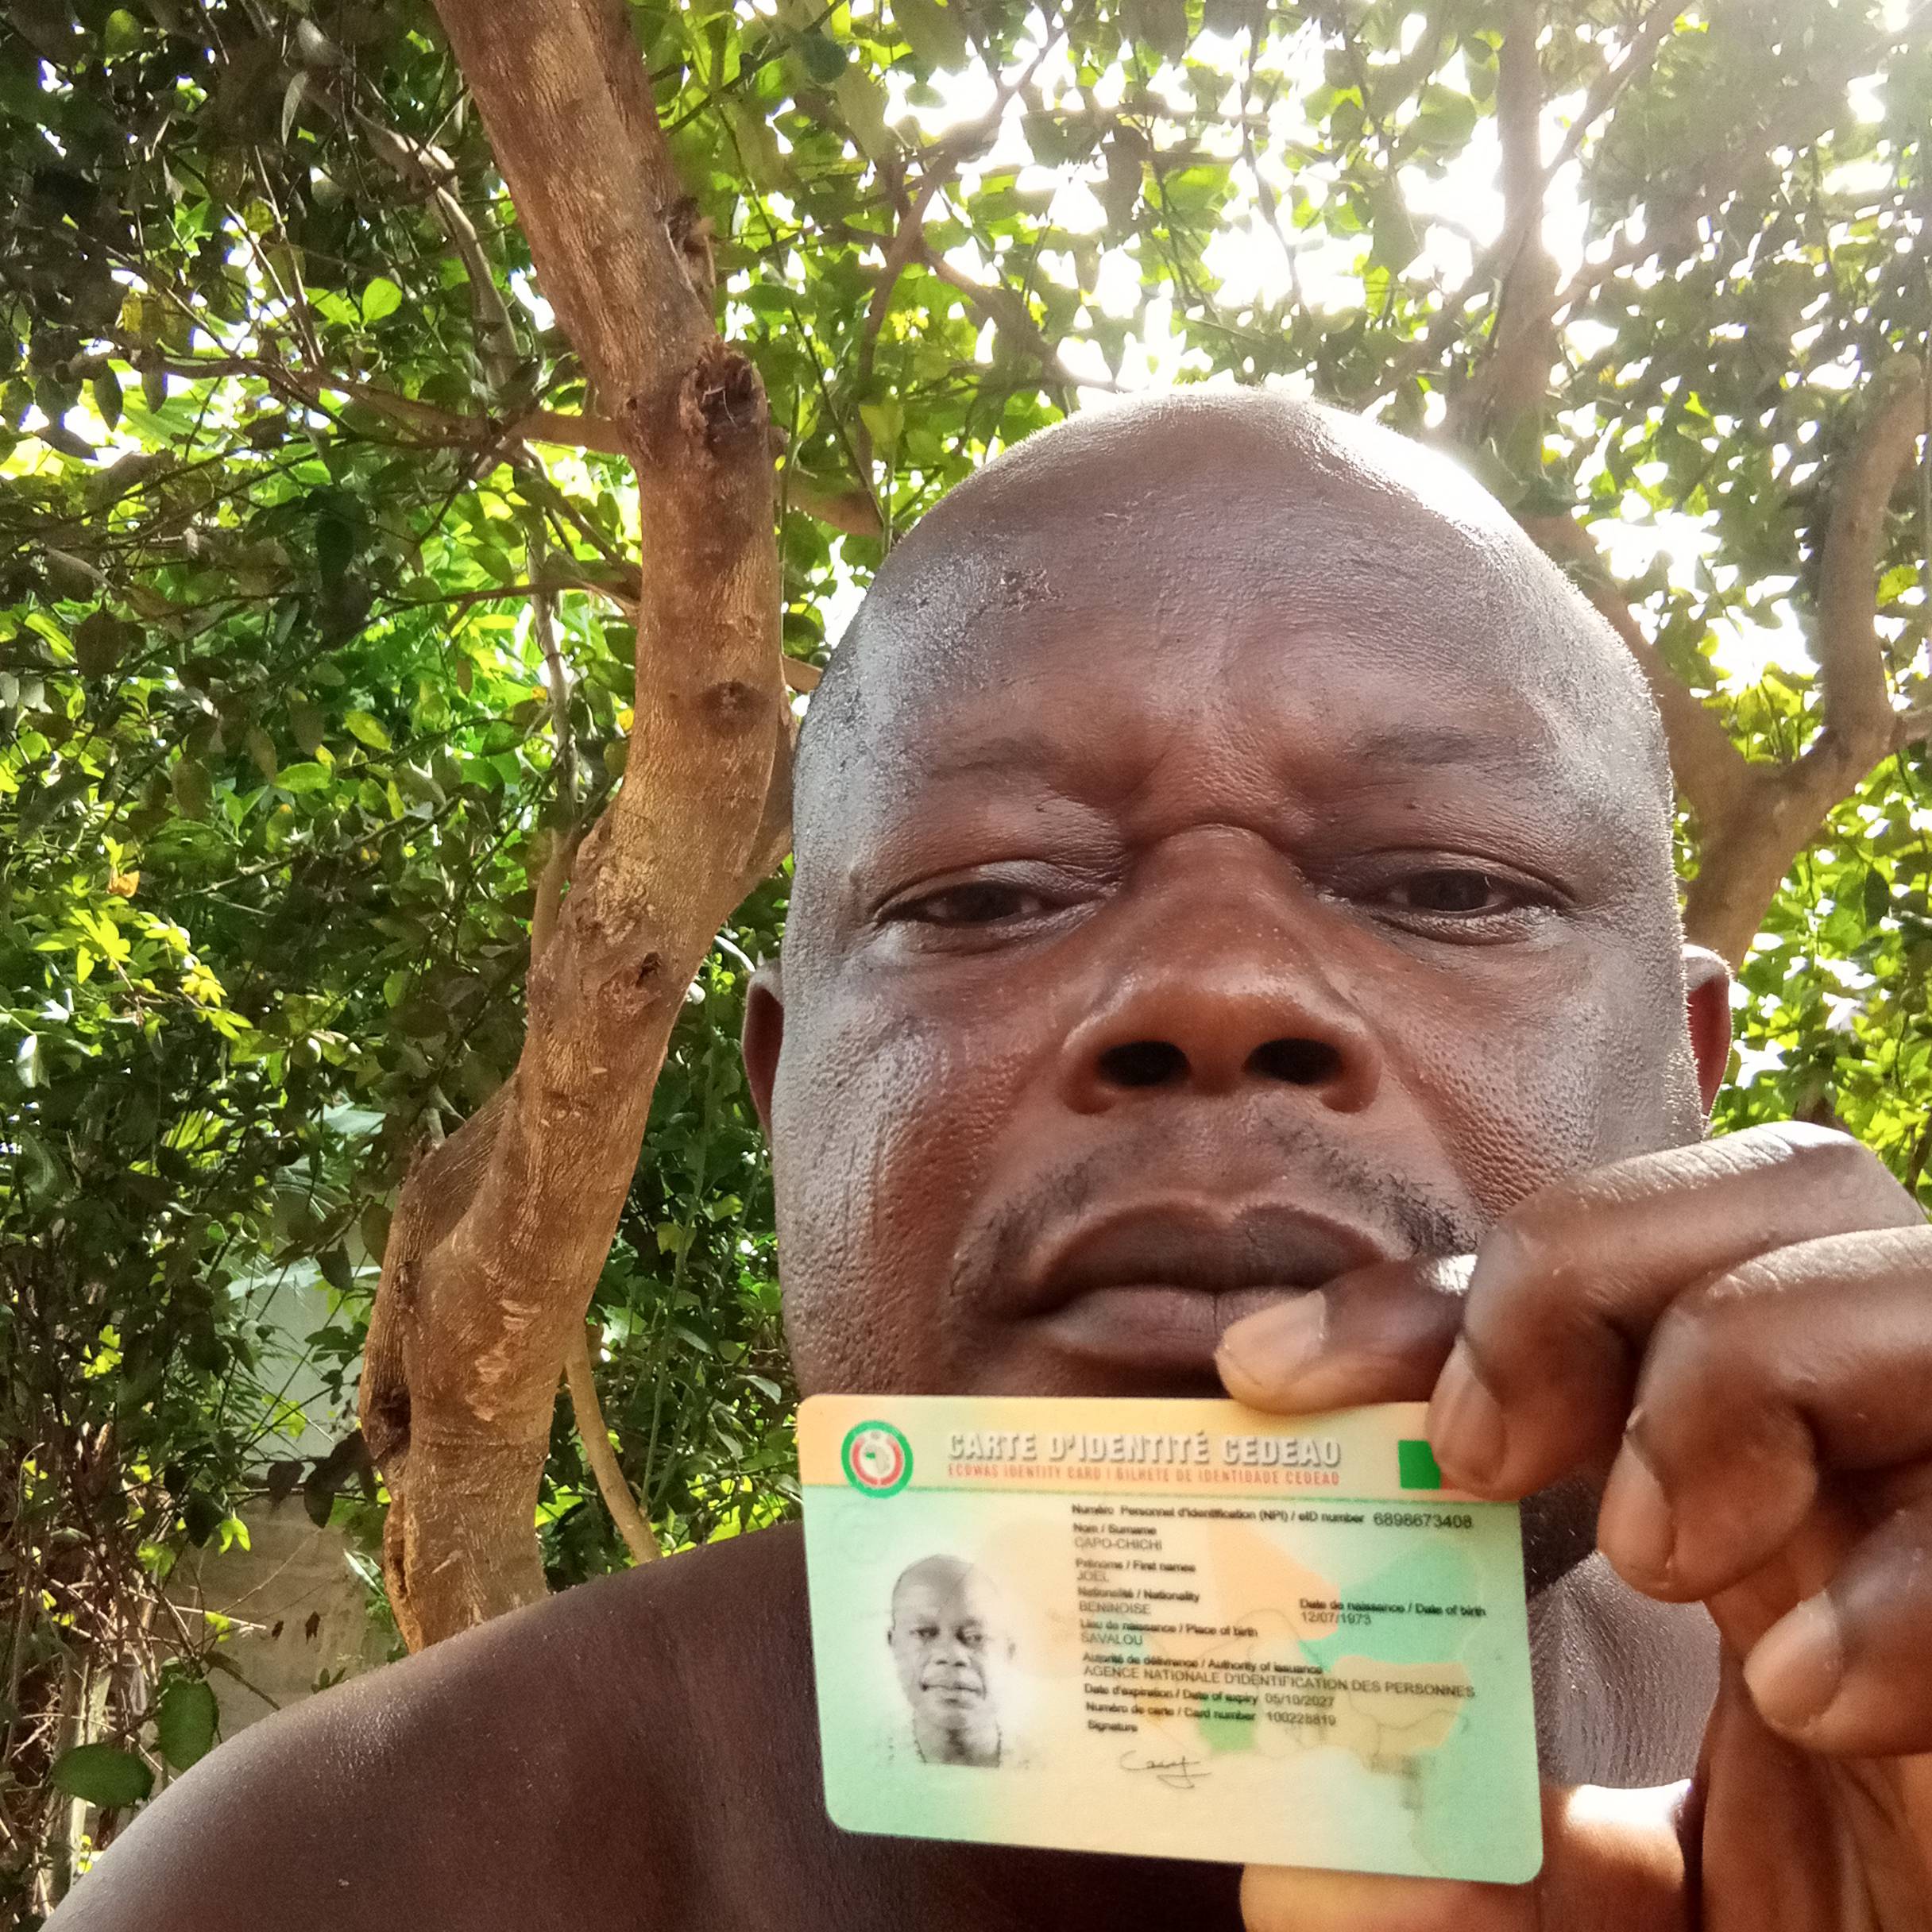 CARTE D'IDENTITÉ CEDEAO
ECOWAS IDENTITY CARD / BILHETE DE IDENTIDADE CEDEAO
Numéro Personnel d'identification (NPI) / eID number 6898673408
Nom / Surname
CAPO-CHICHI
Prénoms / First names
JOEL
Nationalité / Nationality
BENINOISE
Date de naissance / Date of birth
12/07/1973
Lieu de naissance / Place of birth
SAVALOU
Autorité de délivrance / Authority of issuance
AGENCE NATIONALE D'IDENTIFICATION DES PERSONNES
Date d'expiration / Date of expiry 05/10/2027
Numéro de carte / Card number 100228819
Signature